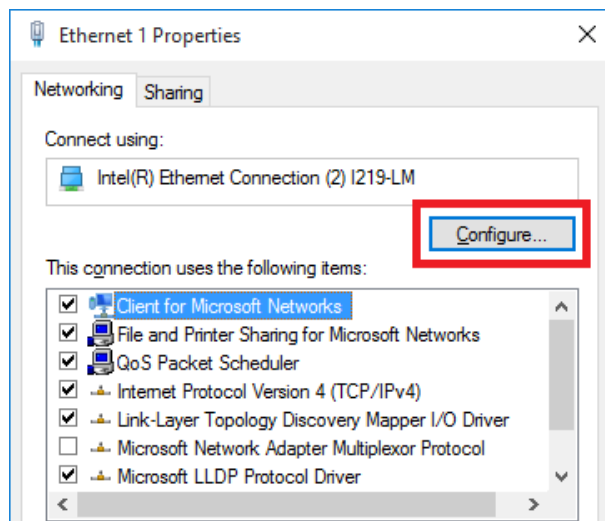 Ethernet 1 Properties
Networking
Sharing
Connect using:
Intel(R) Ethernet Connection (2) I219-LM
Configure...
This connection uses the following items:
Client for Microsoft Networks
File and Printer Sharing for Microsoft Networks
QoS Packet Scheduler
Internet Protocol Version 4 (TCP/IPv4)
Link-Layer Topology Discovery Mapper I/O Driver
Microsoft Network Adapter Multiplexor Protocol
Microsoft LLDP Protocol Driver